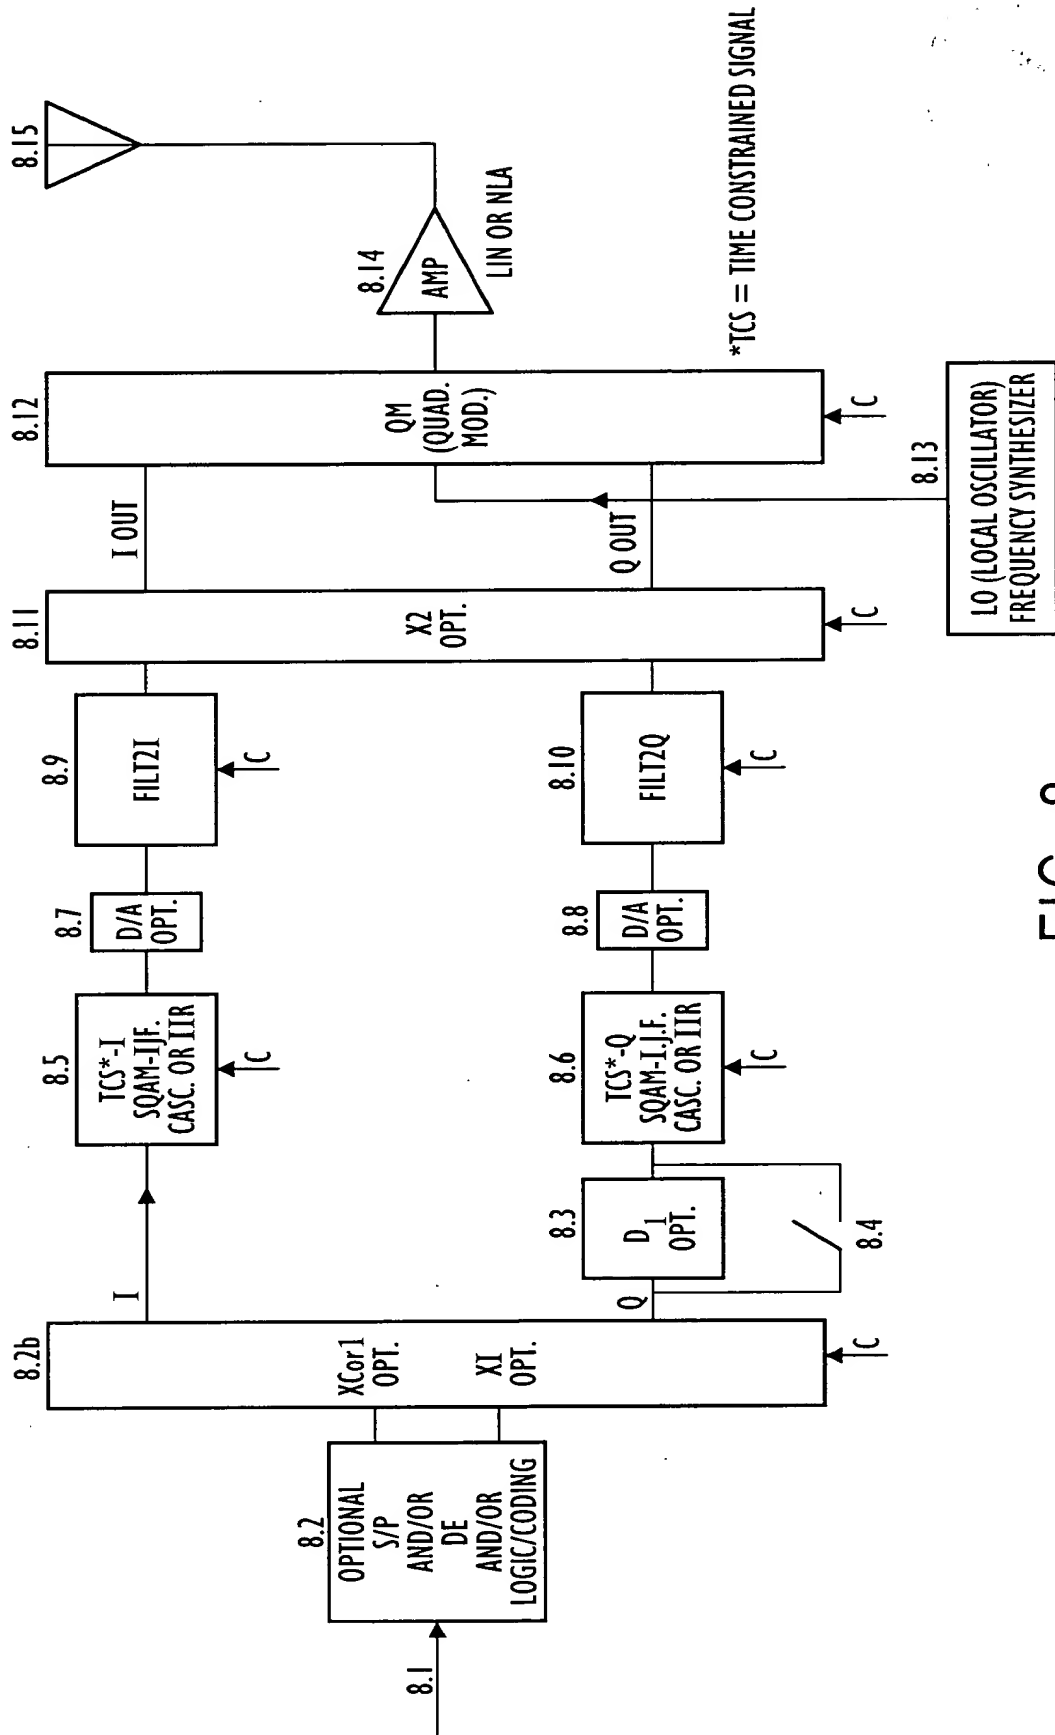 8.1
8.2
OPTIONAL
S/P
AND/OR
DE
AND/OR
LOGIC/CODING
8.2b
XCor1
OPT.
XI
OPT.
C
I
Q
8.3
D1
OPT.
8.4
8.5
TCS*-I
SQAM-IJF.
CASC. OR IIR
C
8.6
TCS*-Q
SQAM-I.J.F.
CASC. OR IIR
C
8.7
D/A
OPT.
8.8
D/A
OPT.
8.9
FILT2I
C
8.10
FILT2Q
C
8.11
X2
OPT.
C
I OUT
Q OUT
8.12
QM
(QUAD.
MOD.)
C
8.13
LO (LOCAL OSCILLATOR)
FREQUENCY SYNTHESIZER
8.14
AMP
LIN OR NLA
8.15
*TCS = TIME CONSTRAINED SIGNAL